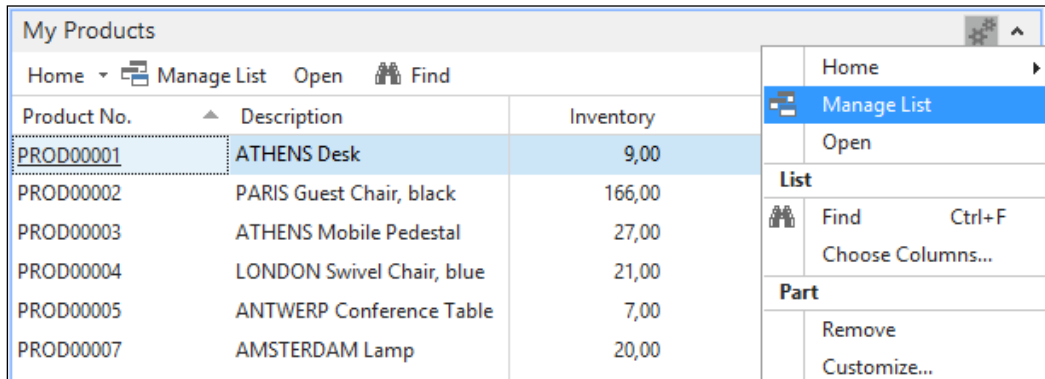 My Products
Home Manage List Open Find
Product No. Description Inventory
PROD00001 ATHENS Desk 9,00
PROD00002 PARIS Guest Chair, black 166,00
PROD00003 ATHENS Mobile Pedestal 27,00
PROD00004 LONDON Swivel Chair, blue 21,00
PROD00005 ANTWERP Conference Table 7,00
PROD00007 AMSTERDAM Lamp 20,00
Home
Manage List
Open
List
Find Ctrl+F
Choose Columns...
Part
Remove
Customize...